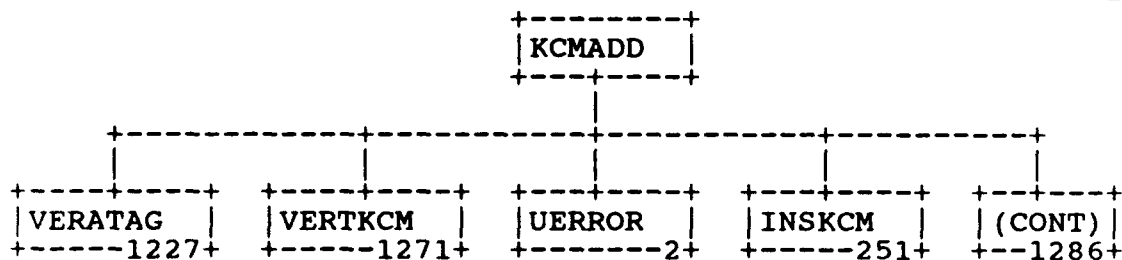 KCMADD
VERATAG VERTKCM UERROR INSKCM (CONT)
1227 1271 2 251 1286